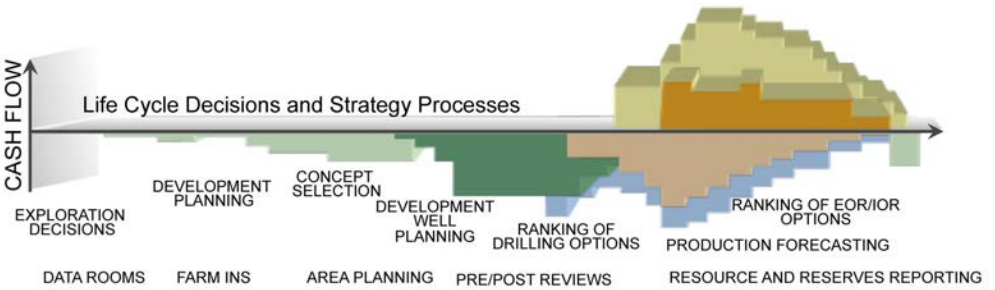 CASH FLOW
Life Cycle Decisions and Strategy Processes
EXPLORATION
DECISIONS
DEVELOPMENT
PLANNING
CONCEPT
SELECTION
DEVELOPMENT
WELL
PLANNING
RANKING OF
DRILLING OPTIONS
RANKING OF EOR/IOR
OPTIONS
PRODUCTION FORECASTING
DATA ROOMS
FARM INS
AREA PLANNING
PRE/POST REVIEWS
RESOURCE AND RESERVES REPORTING